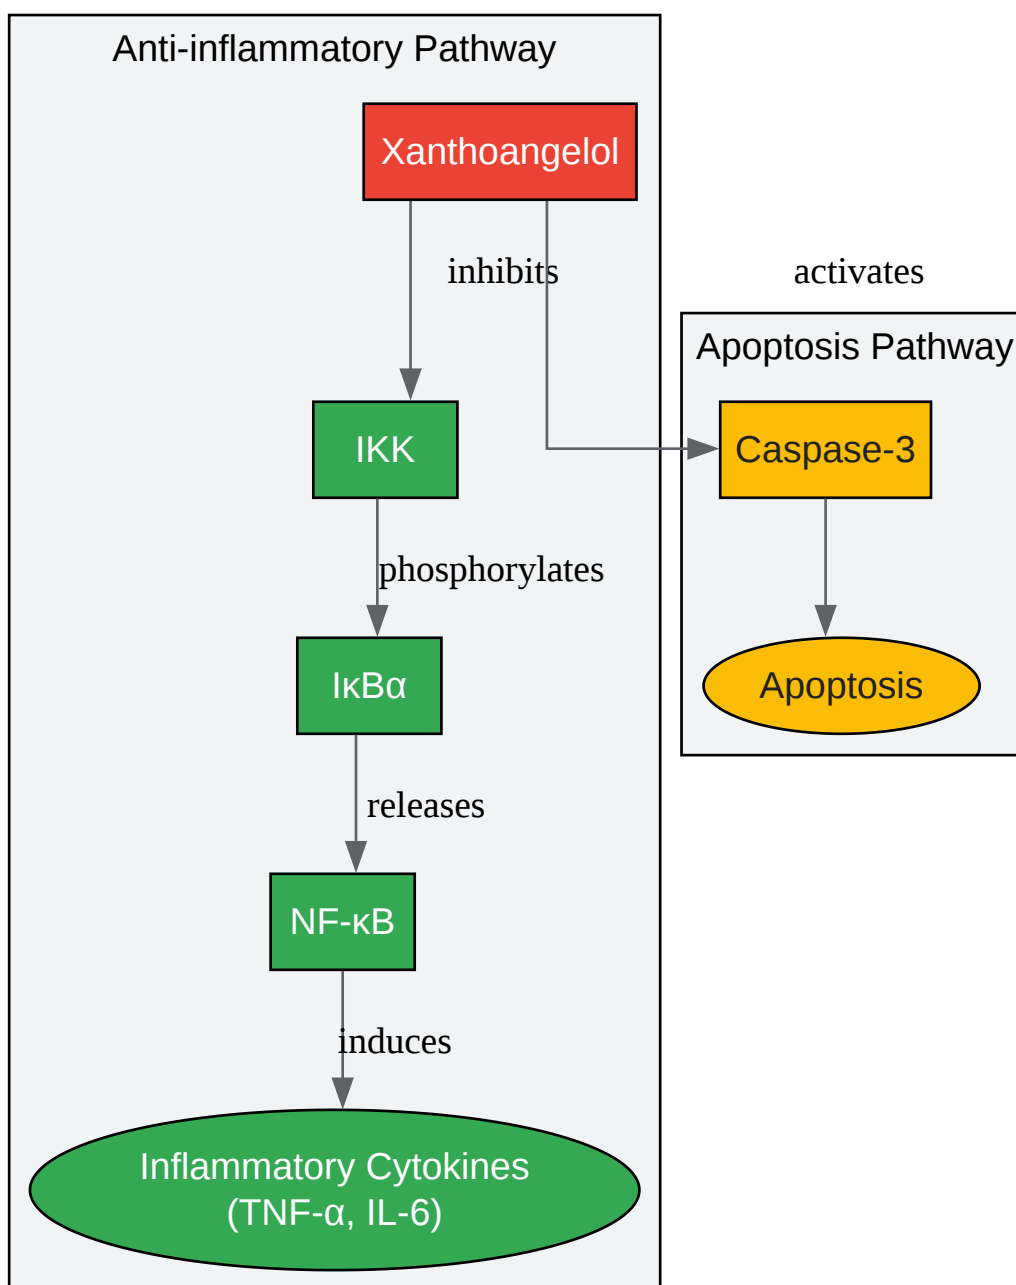 Anti-inflammatory Pathway
Xanthoangelol
inhibits
activates
Apoptosis Pathway
IKK
Caspase-3
phosphorylates
IκBα
Apoptosis
releases
NF-κB
induces
Inflammatory Cytokines
(TNF-α, IL-6)